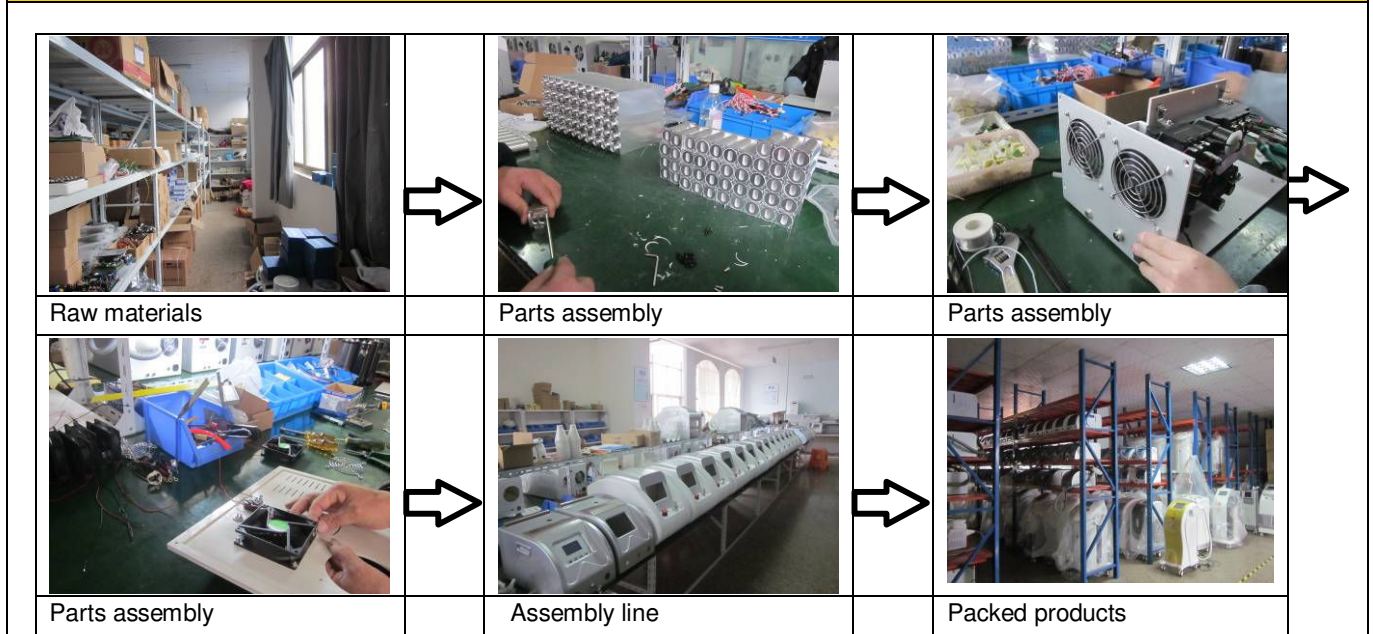 Raw materials
Parts assembly
Parts assembly
Parts assembly
Assembly line
Packed products